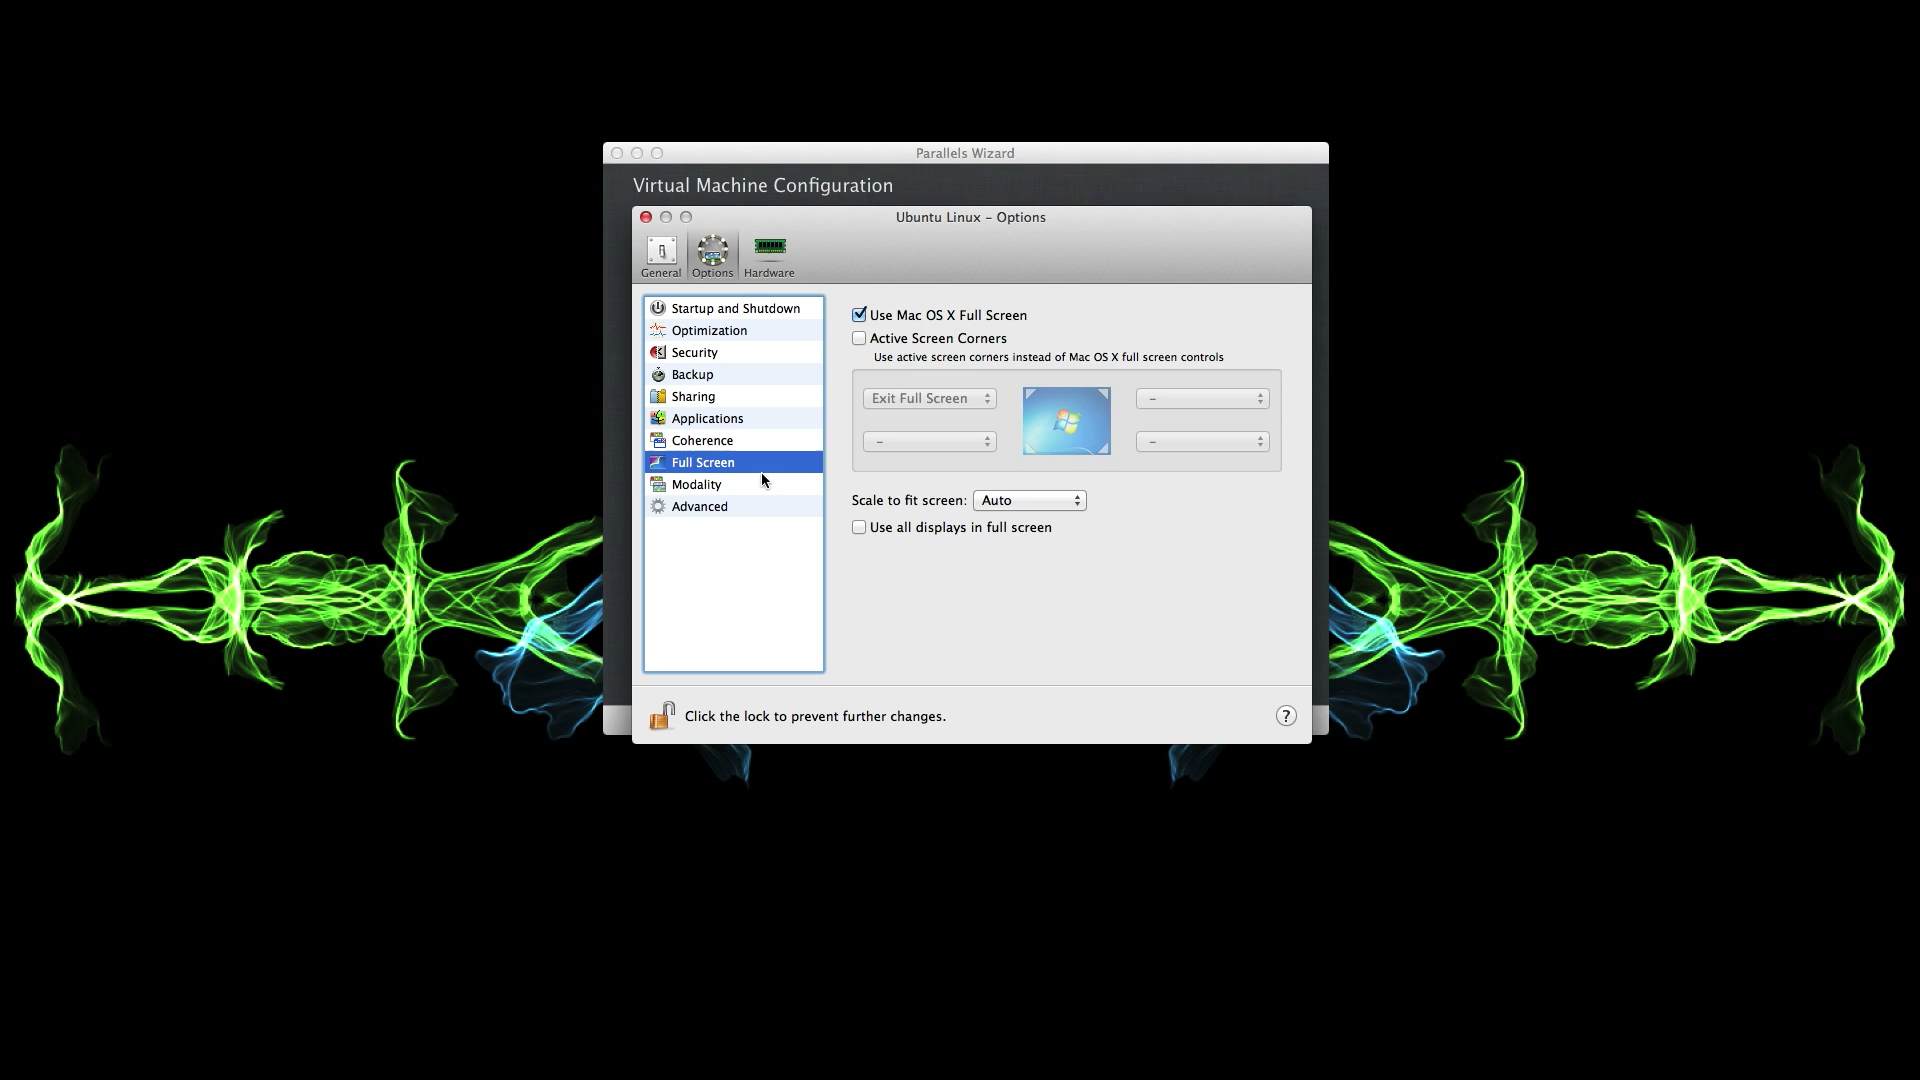 Parallels Wizard
Virtual Machine Configuration
Ubuntu Linux – Options
General Options Hardware
Startup and Shutdown
Optimization
Security
Backup
Sharing
Applications
Coherence
Full Screen
Modality
Advanced
Use Mac OS X Full Screen
Active Screen Corners
Use active screen corners instead of Mac OS X full screen controls
Exit Full Screen –
– –
Scale to fit screen: Auto
Use all displays in full screen
Click the lock to prevent further changes. ?